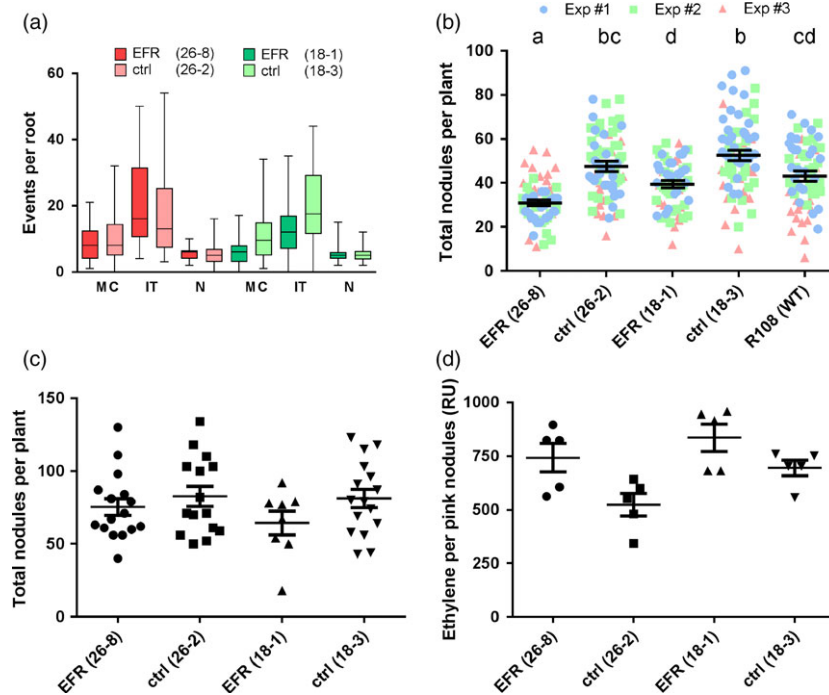 (a)
EFR (26-8)
ctrl (26-2)
EFR (18-1)
ctrl (18-3)
Events per root
60
40
20
0
MC IT N MC IT N
(b)
Exp #1 Exp #2 Exp #3
a bc d b cd
Total nodules per plant
100
80
60
40
20
0
EFR (26-8)
ctrl (26-2)
EFR (18-1)
ctrl (18-3)
R108 (WT)
(c)
Total nodules per plant
150
100
50
0
EFR (26-8)
ctrl (26-2)
EFR (18-1)
ctrl (18-3)
(d)
Ethylene per pink nodules (RU)
1000
750
500
250
0
EFR (26-8)
ctrl (26-2)
EFR (18-1)
ctrl (18-3)